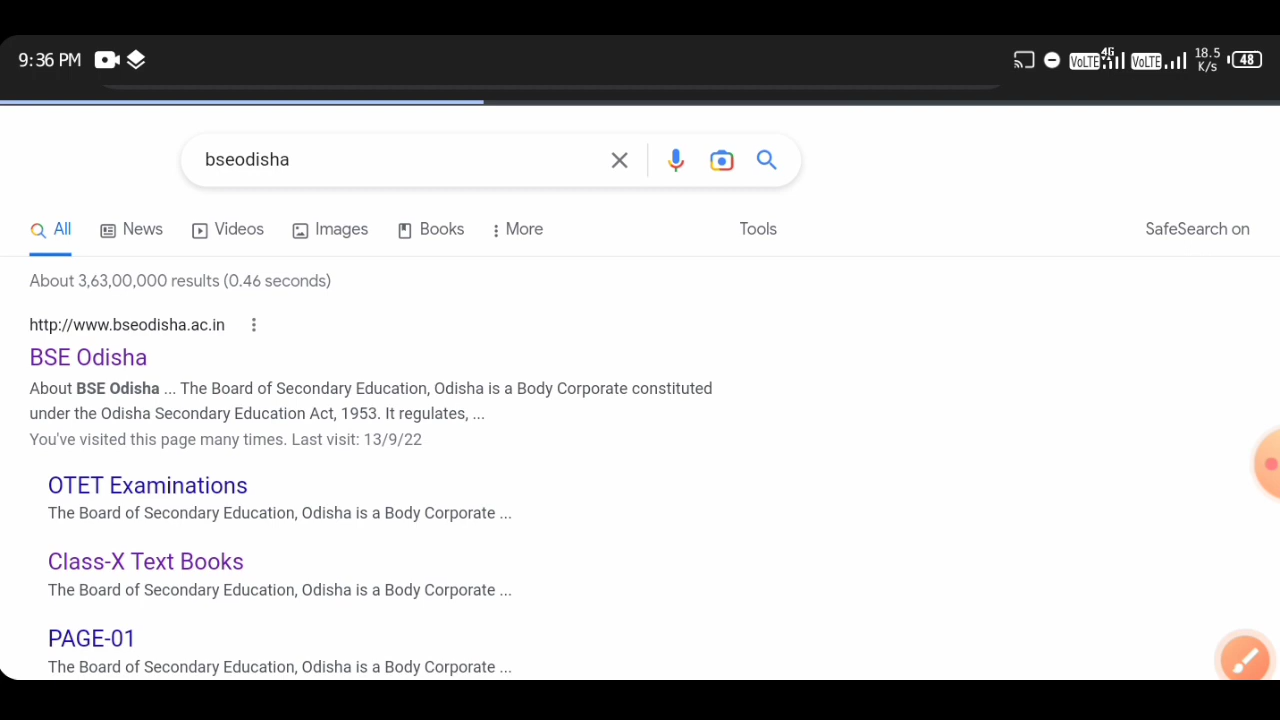 9:36 PM VoLTE 4G VoLTE 18.5 K/s 48
bseodisha
All News Videos Images Books More Tools SafeSearch on
About 3,63,00,000 results (0.46 seconds)
http://www.bseodisha.ac.in
BSE Odisha
About BSE Odisha ... The Board of Secondary Education, Odisha is a Body Corporate constituted
under the Odisha Secondary Education Act, 1953. It regulates, ...
You've visited this page many times. Last visit: 13/9/22
OTET Examinations
The Board of Secondary Education, Odisha is a Body Corporate ...
Class-X Text Books
The Board of Secondary Education, Odisha is a Body Corporate ...
PAGE-01
The Board of Secondary Education, Odisha is a Body Corporate ...